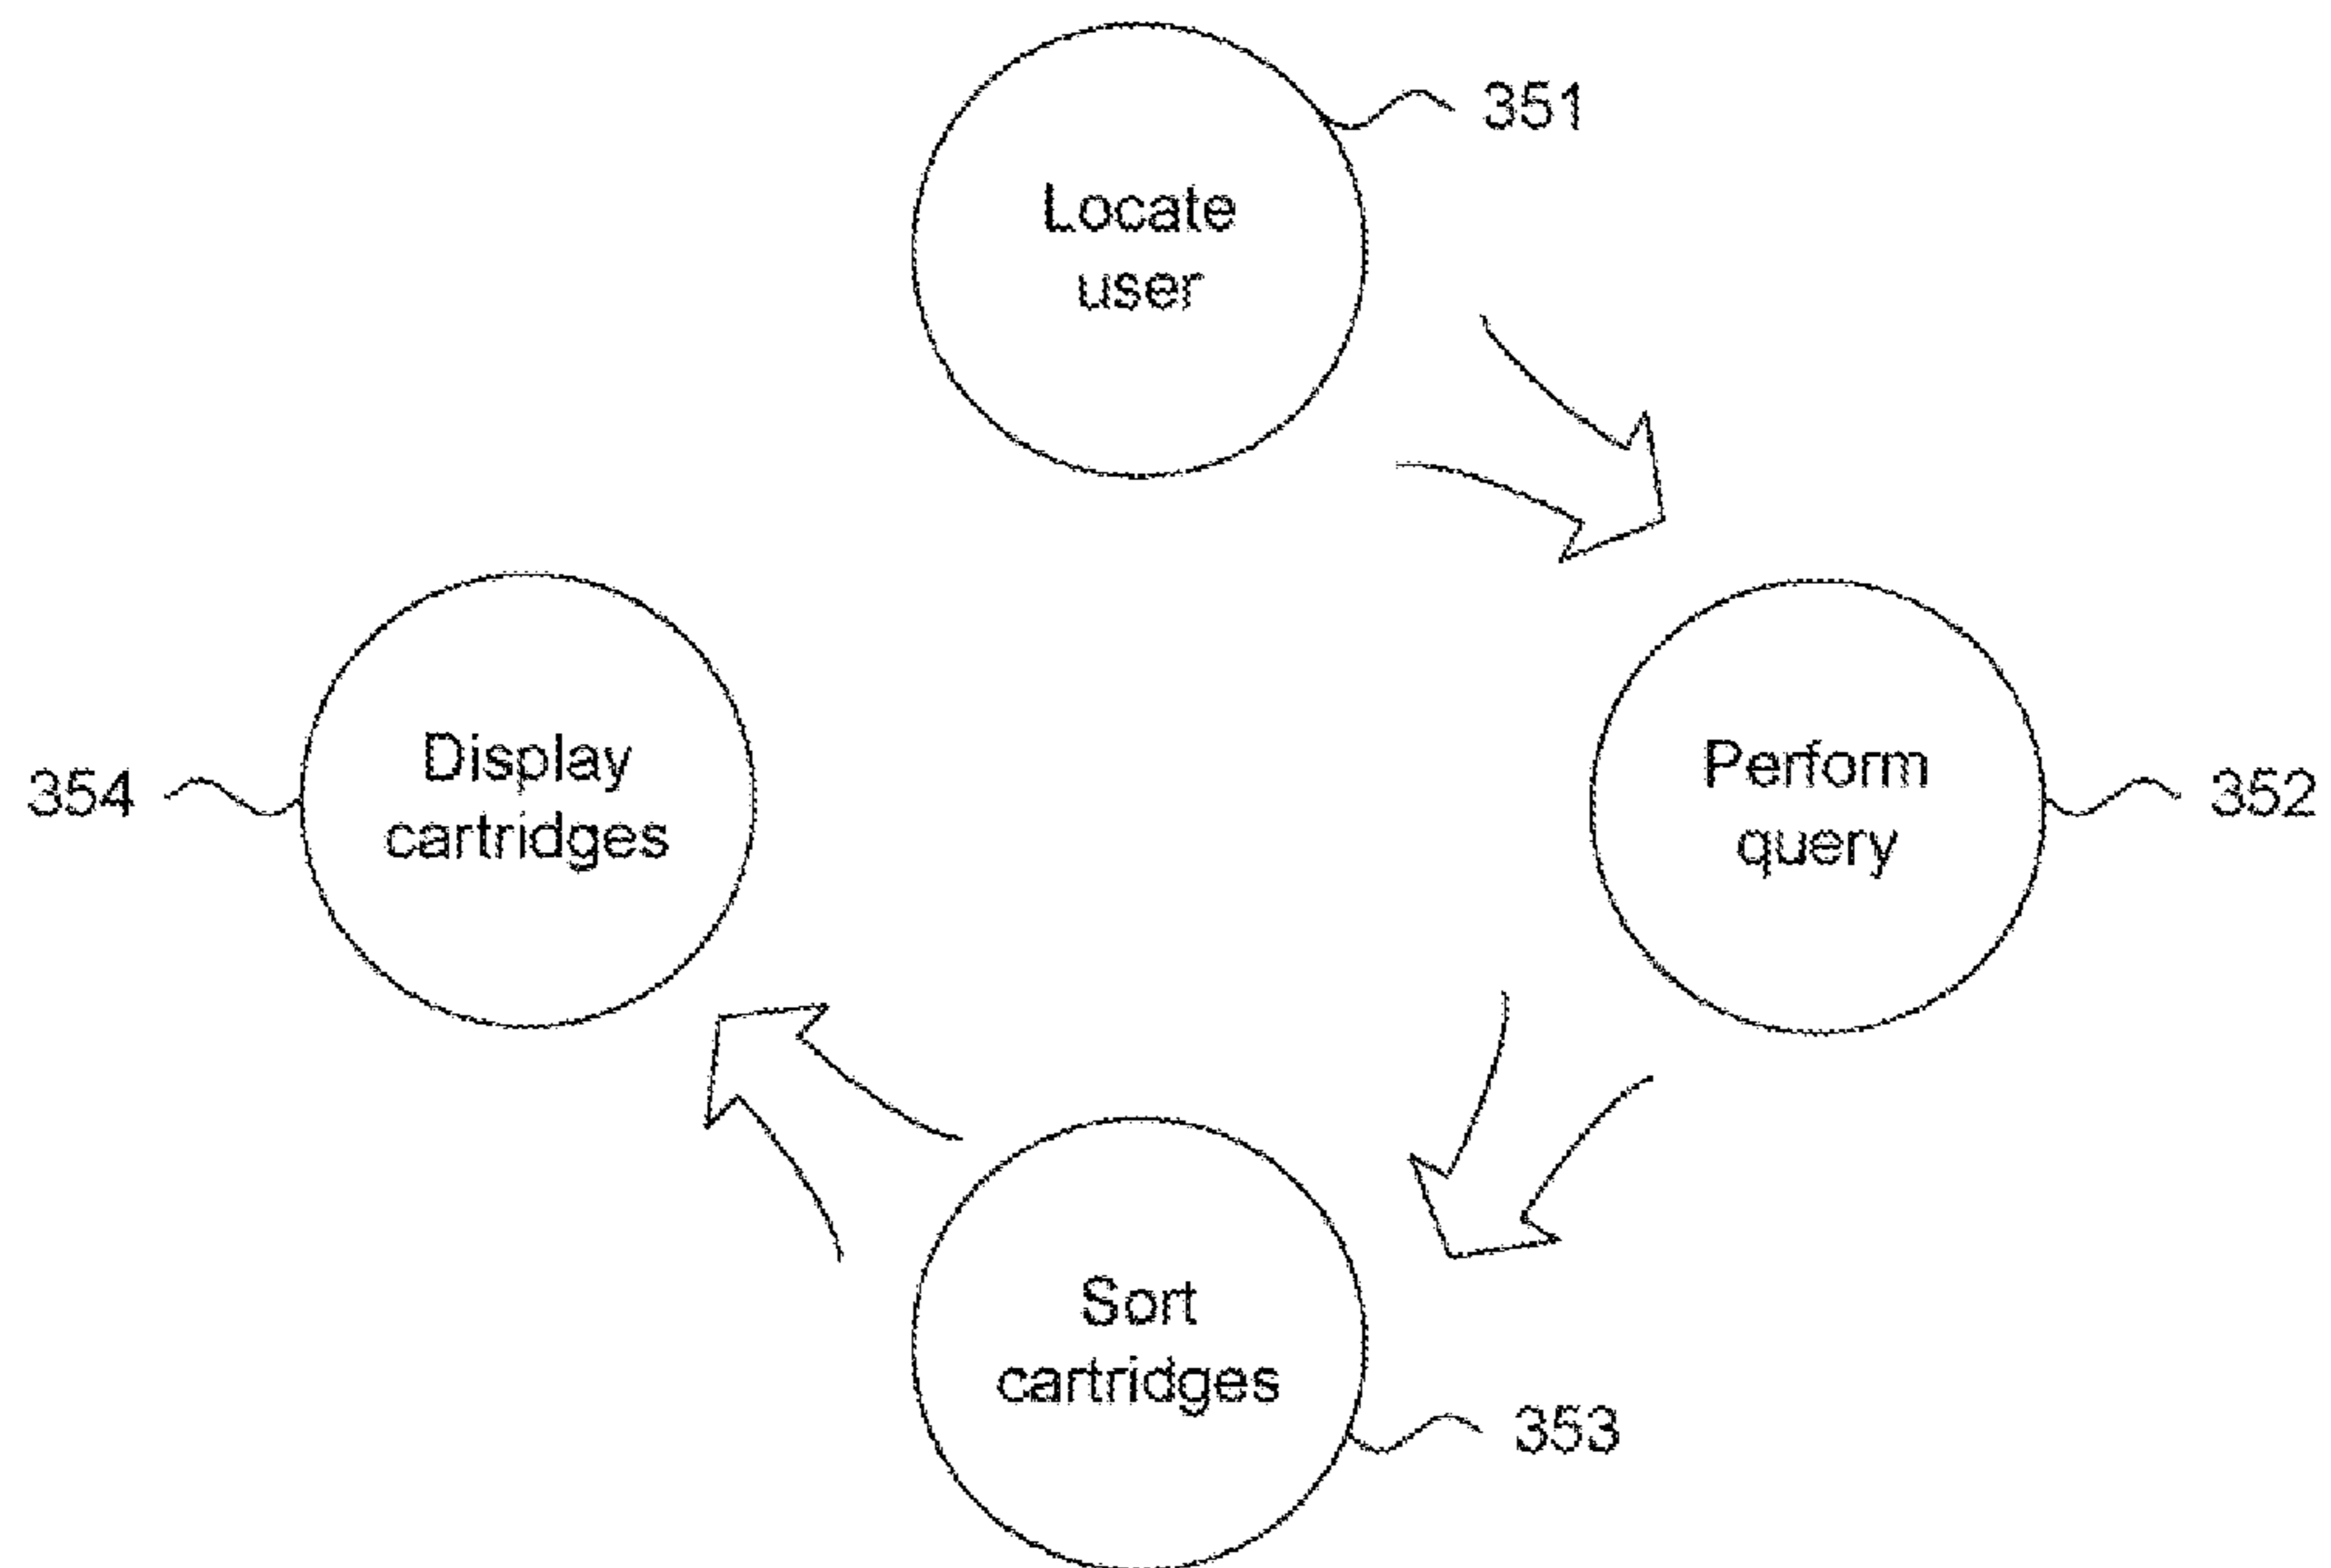 351
Locate
user
Display
cartridges
354
Perform
query
352
Sort
cartridges
353